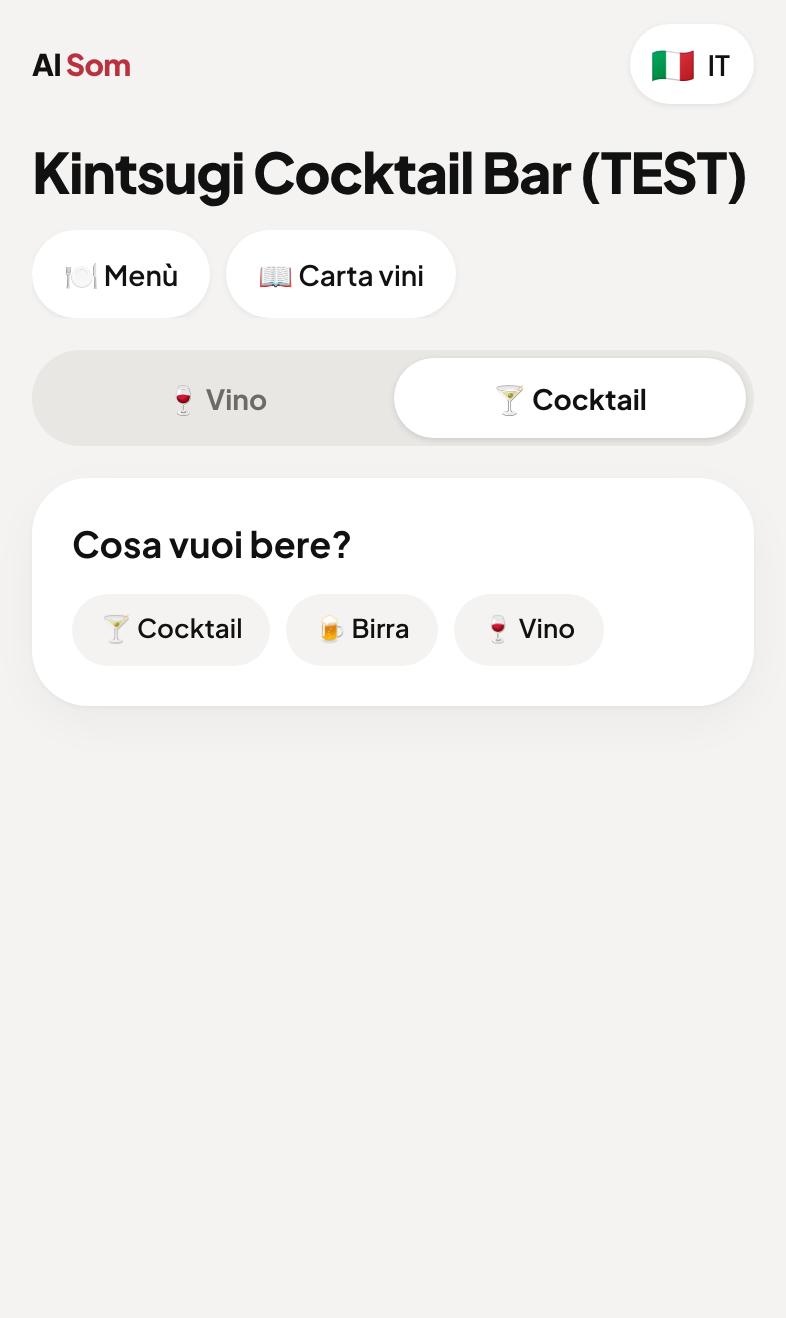 AI Som
IT
Kintsugi Cocktail Bar (TEST)
Menù
Carta vini
Vino
Cocktail
Cosa vuoi bere?
Cocktail
Birra
Vino